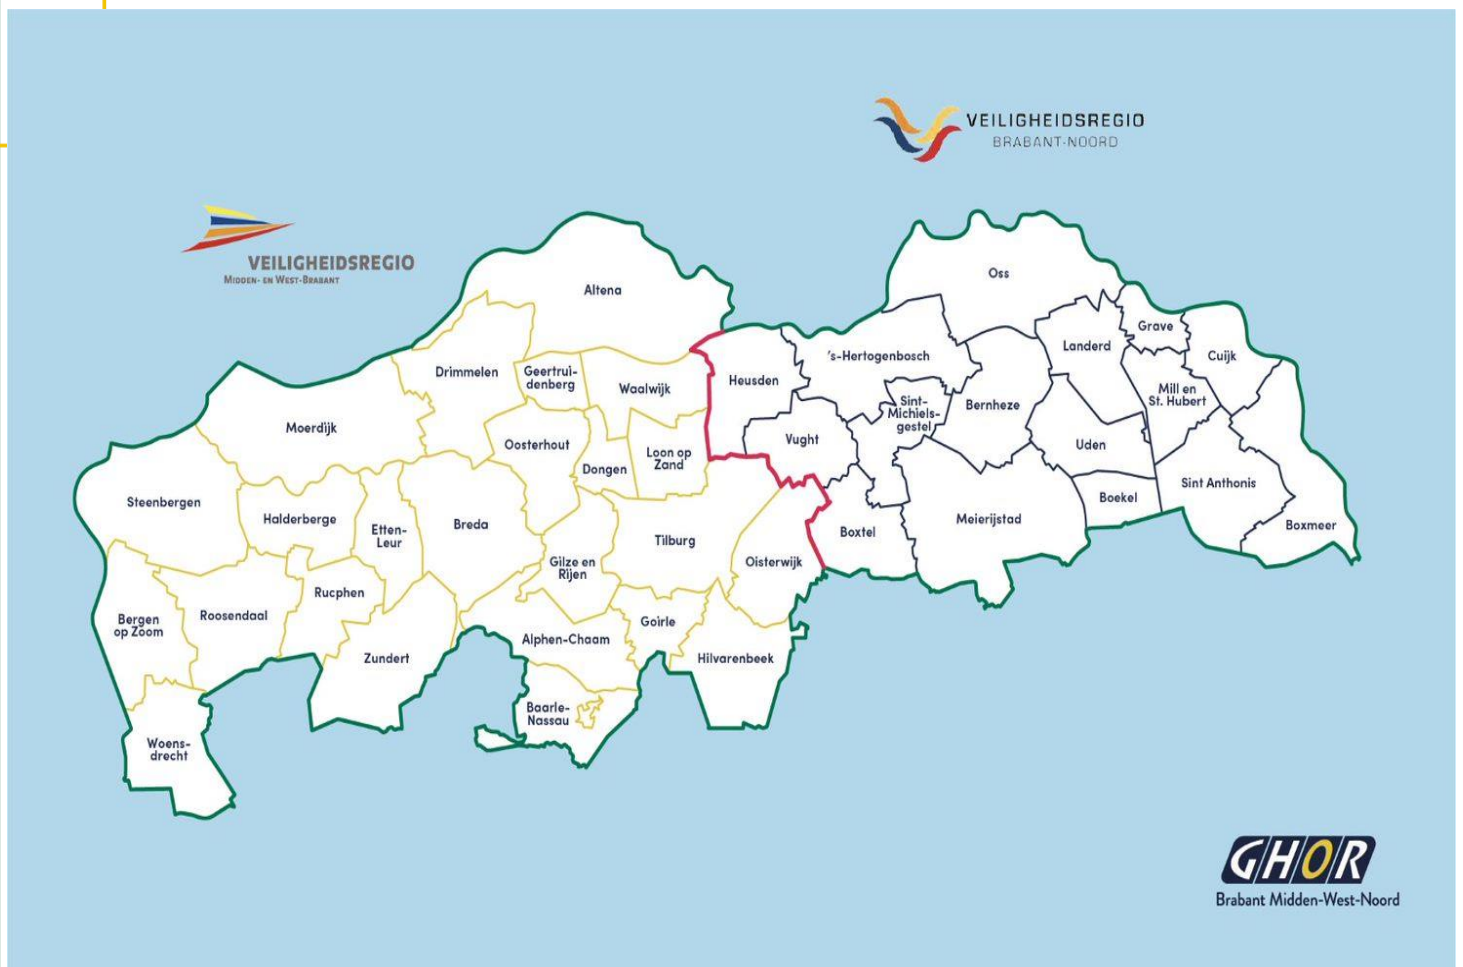 VEILIGHEIDSREGIO
BRABANT-NOORD
VEILIGHEIDSREGIO
MIDDEN- EN WEST-BRABANT
Altena
Oss
Drimmelen
Geertrui-
denberg
Waalwijk
Heusden
's-Hertogenbosch
Landerd
Grave
Cuijk
Mill en
St. Hubert
Moerdijk
Oosterhout
Dongen
Loon op
Zand
Vught
Sint-
Michiels-
gestel
Bernheze
Uden
Steenbergen
Halderberge
Etten-
Leur
Breda
Gilze en
Rijen
Tilburg
Oisterwijk
Boxtel
Meierijstad
Boekel
Sint Anthonis
Boxmeer
Bergen
op Zoom
Roosendaal
Rucphen
Zundert
Alphen-Chaam
Goirle
Hilvarenbeek
Baarle-
Nassau
Woens-
drecht
GHOR
Brabant Midden-West-Noord